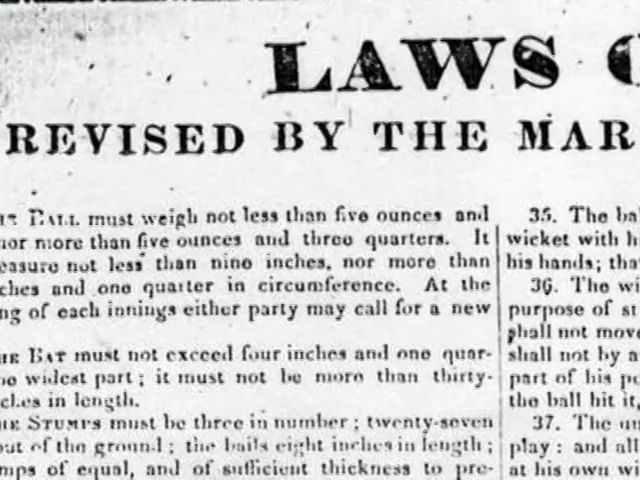 LAWS
REVISED BY THE MAR
BALL must weigh not less than five ounces and
nor more than five ounces and three quarters. It
easure not less than nine inches, nor more than
ches and one quarter in circumference. At the
ng of each innings either party may call for a new
HE BAT must not exceed four inches and one quar-
he widest part; it must not be more than thirty-
ches in length.
HE STUMPS must be three in number; twenty-seven
out of the ground; the bails eight inches in length;
mps of equal, and of sufficient thickness to pre-
35. The bal
wicket with h
his hands; tha
36. The wi
purpose of st
shall not move
shall not by a
part of his pe
the ball hit it,
37. The um
play: and all
at his own wi